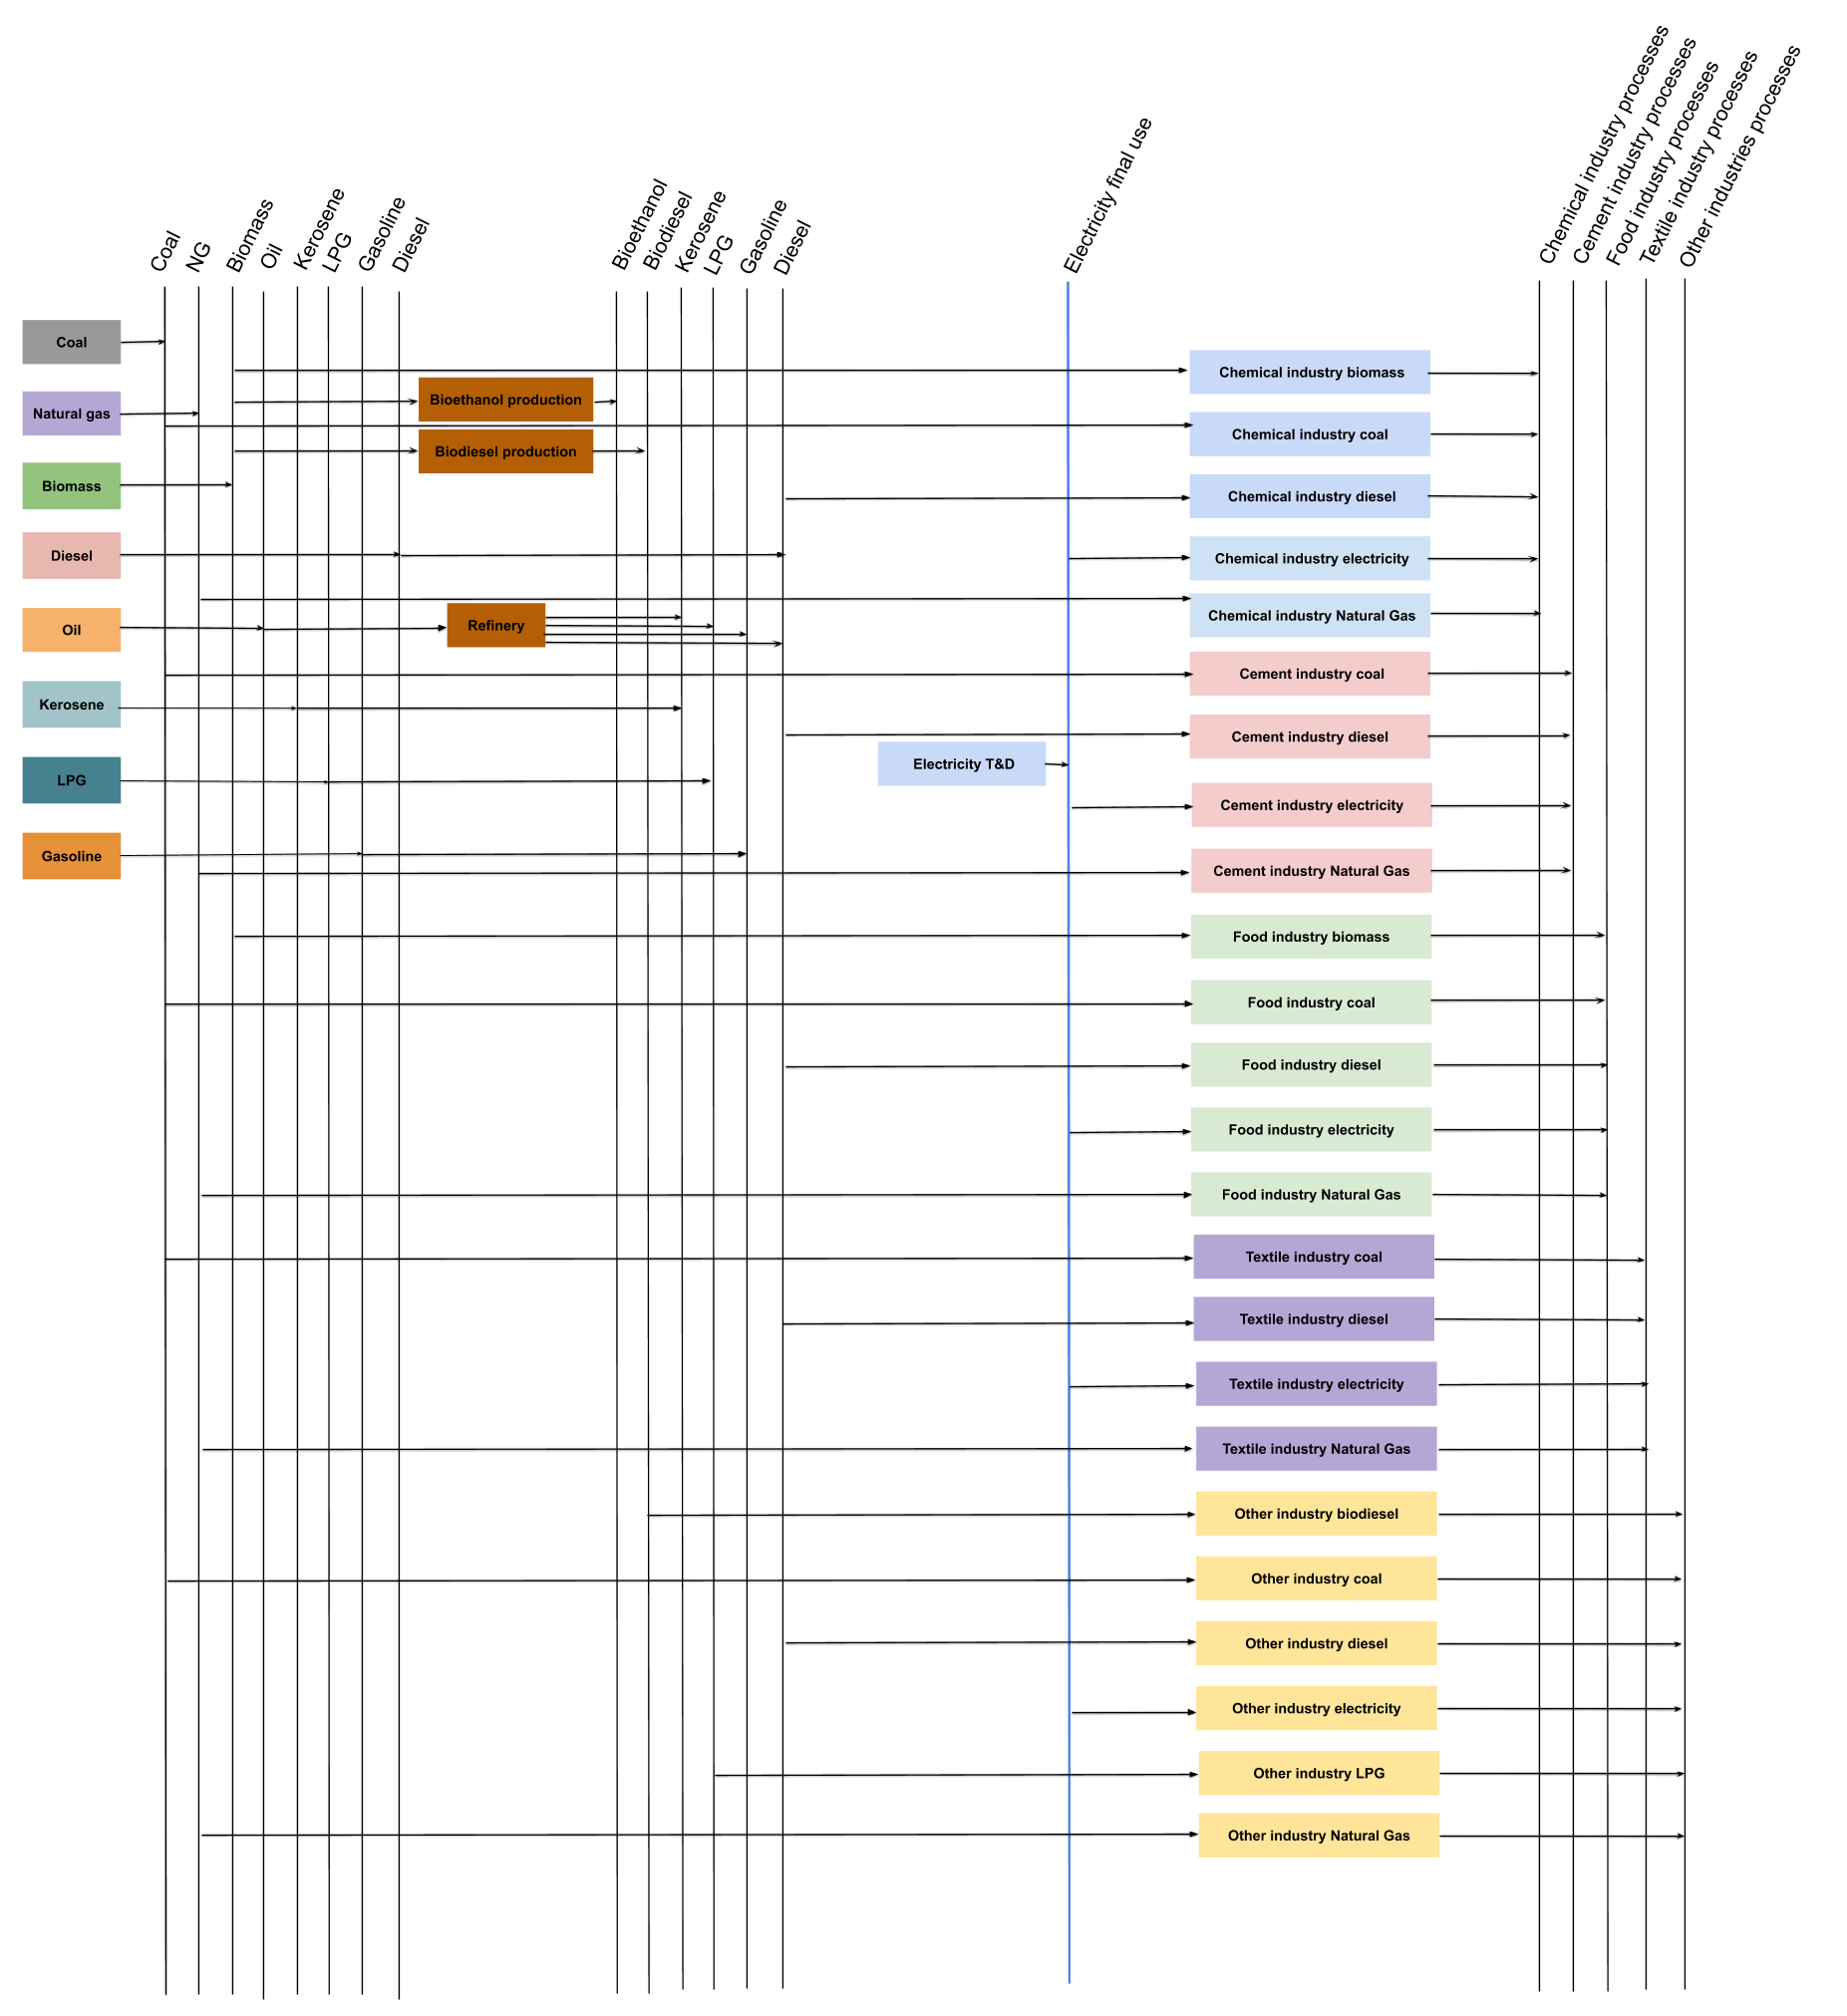 Coal
NG
Biomass
Oil
Kerosene
LPG
Gasoline
Diesel
Bioethanol
Biodiesel
Kerosene
LPG
Gasoline
Diesel
Electricity final use
Chemical industry processes
Cement industry processes
Food industry processes
Textile industry processes
Other industries processes
Coal
Natural gas
Biomass
Diesel
Oil
Kerosene
LPG
Gasoline
Bioethanol production
Biodiesel production
Refinery
Electricity T&D
Chemical industry biomass
Chemical industry coal
Chemical industry diesel
Chemical industry electricity
Chemical industry Natural Gas
Cement industry coal
Cement industry diesel
Cement industry electricity
Cement industry Natural Gas
Food industry biomass
Food industry coal
Food industry diesel
Food industry electricity
Food industry Natural Gas
Textile industry coal
Textile industry diesel
Textile industry electricity
Textile industry Natural Gas
Other industry biodiesel
Other industry coal
Other industry diesel
Other industry electricity
Other industry LPG
Other industry Natural Gas